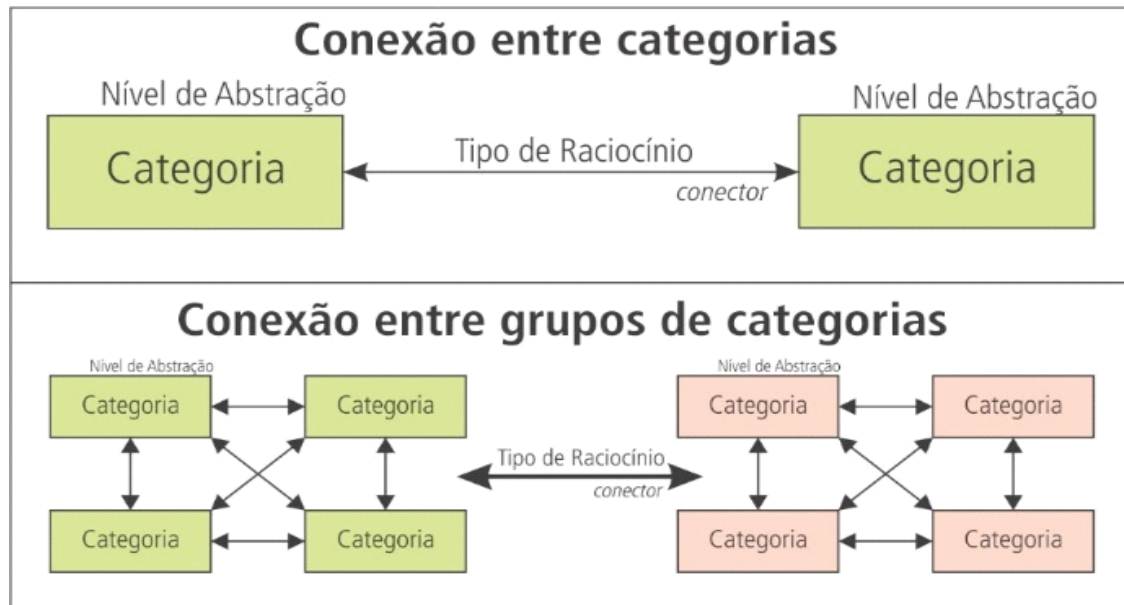 Conexão entre categorias
Nível de Abstração
Nível de Abstração
Categoria
Tipo de Raciocínio
conector
Categoria
Conexão entre grupos de categorias
Nível de Abstração
Nível de Abstração
Categoria
Categoria
Categoria
Categoria
Tipo de Raciocínio
conector
Categoria
Categoria
Categoria
Categoria